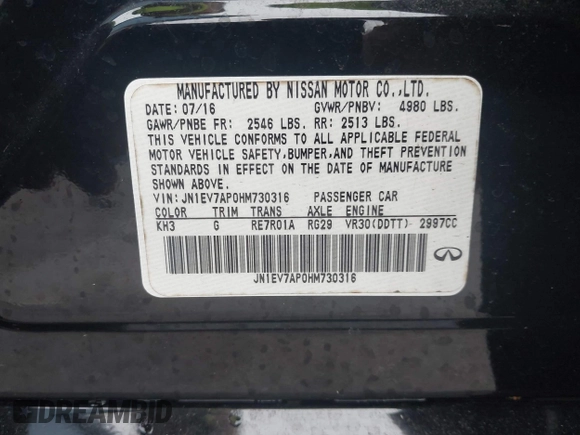 MANUFACTURED BY NISSAN MOTOR CO.,LTD.
DATE: 07/16 GVWR/PNBV: 4980 LBS.
GAWR/PNBE FR: 2546 LBS. RR: 2513 LBS.
THIS VEHICLE CONFORMS TO ALL APPLICABLE FEDERAL
MOTOR VEHICLE SAFETY,BUMPER,AND THEFT PREVENTION
STANDARDS IN EFFECT ON THE DATE OF MANUFACTURE
SHOWN ABOVE.
VIN: JN1EV7AP0HM730316 PASSENGER CAR
COLOR TRIM TRANS AXLE ENGINE
KH3 G RE7R01A RG29 VR30(DDTT) 2997CC
JN1EV7AP0HM730316
DREAMBID